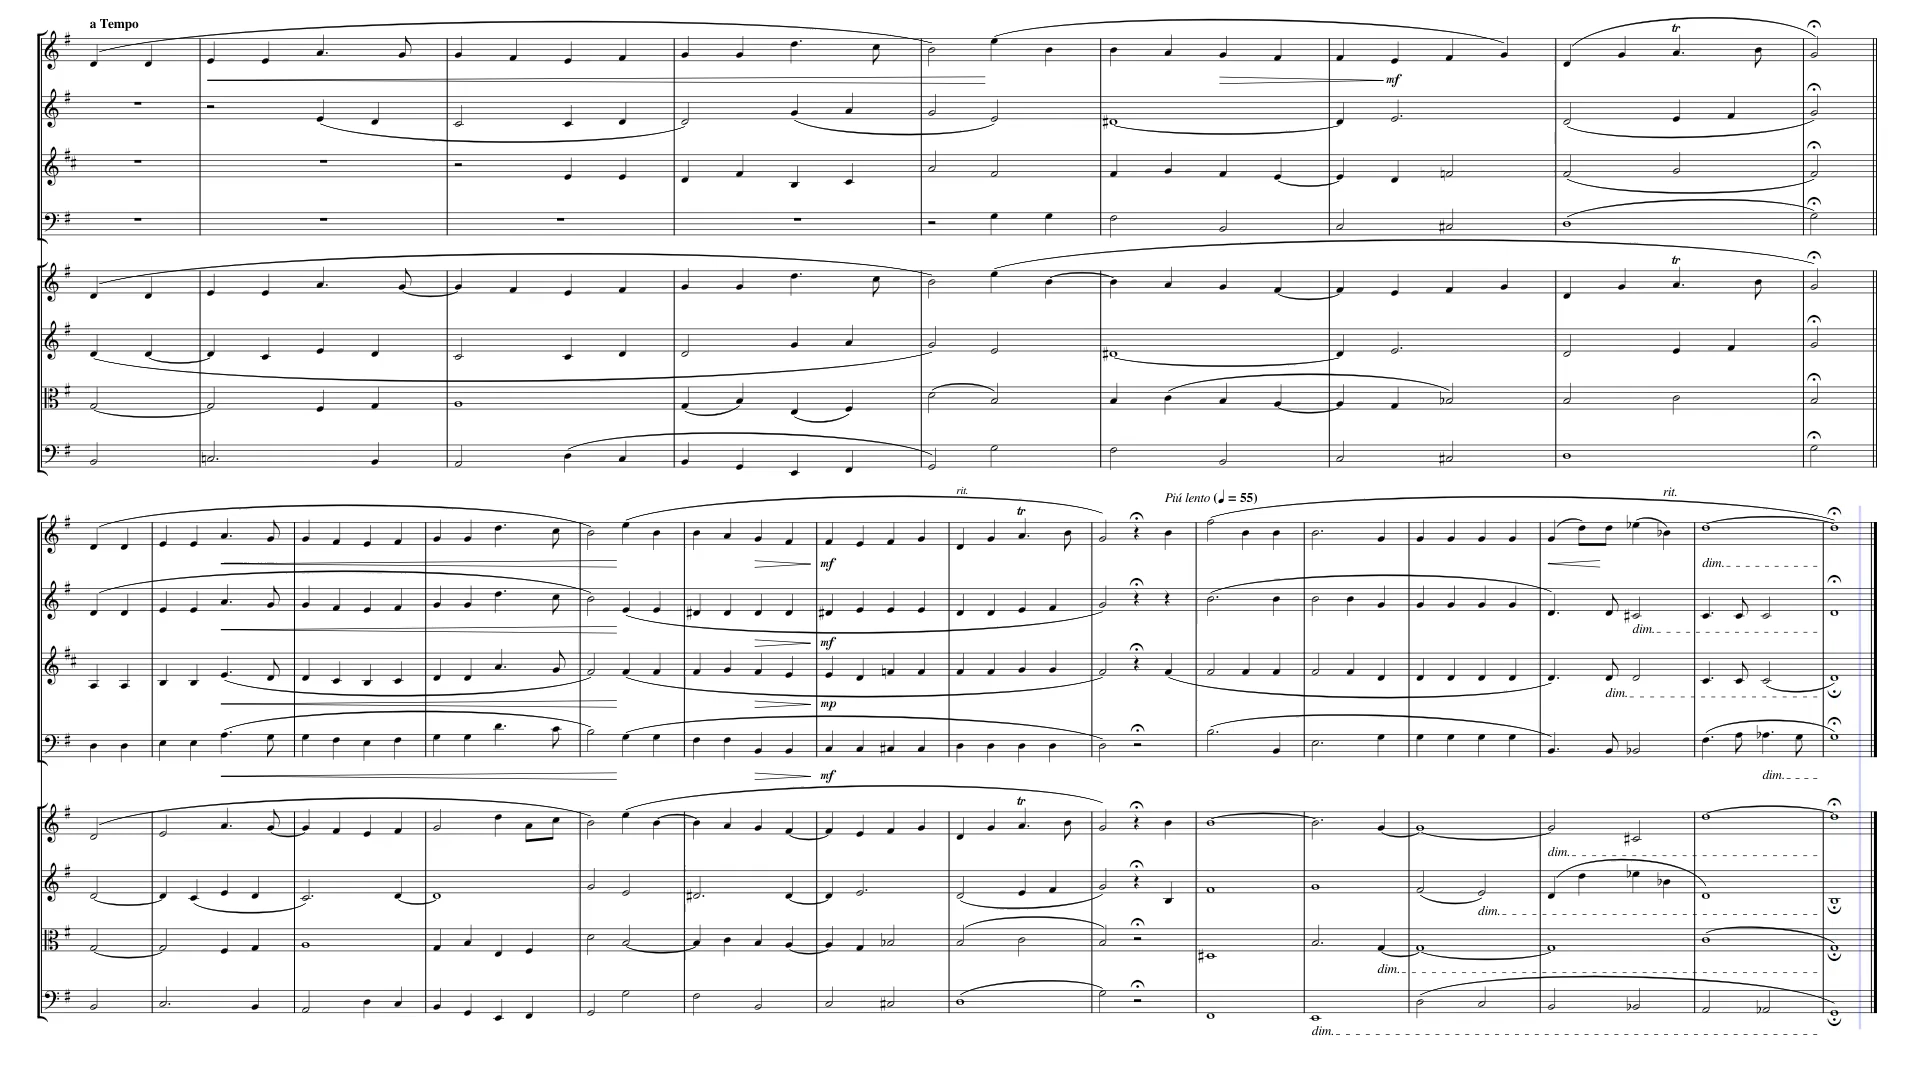 a Tempo
tr
mf
tr
rit.
Piú lento (♩ = 55)
rit.
tr
mf
dim.
mf
dim.
mp
dim.
mf
dim.
tr
dim.
dim.
dim.
dim.